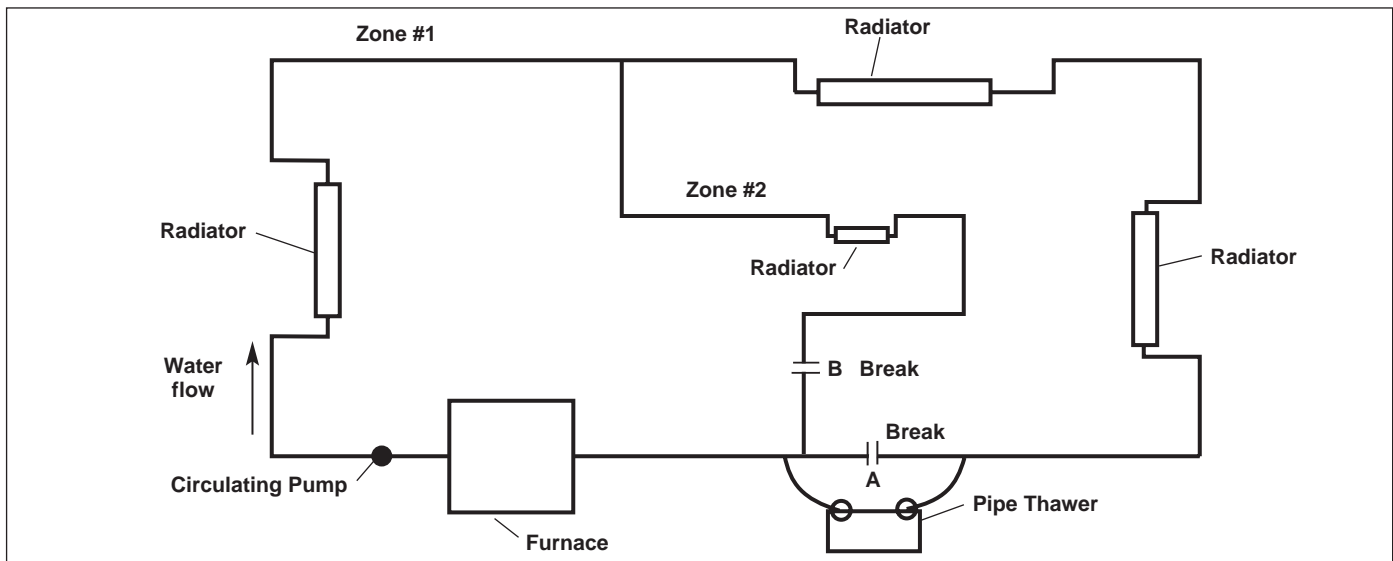 Zone #1
Radiator
Zone #2
Radiator
Radiator
Radiator
Water
flow
B Break
Break
A
Circulating Pump
Pipe Thawer
Furnace